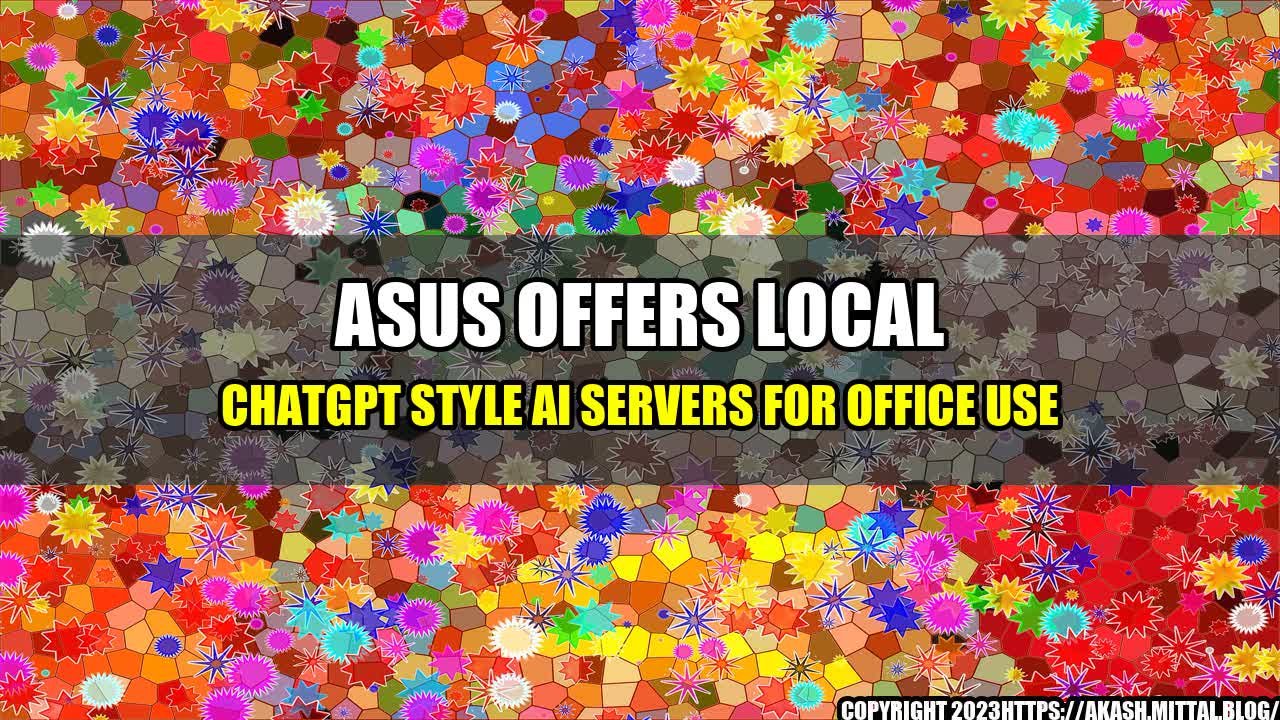 ASUS OFFERS LOCAL
CHATGPT STYLE AI SERVERS FOR OFFICE USE
COPYRIGHT 2023HTTPS://AKASH.MITTAL.BLOG/